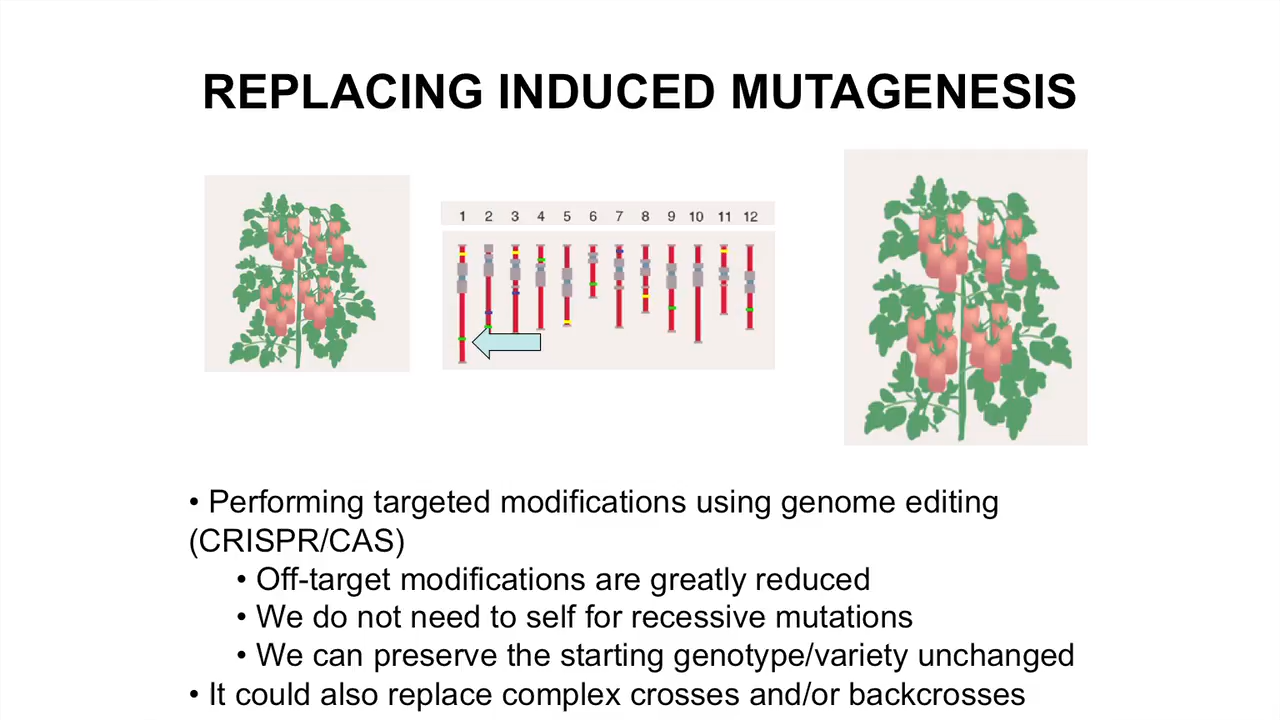 REPLACING INDUCED MUTAGENESIS
1 2 3 4 5 6 7 8 9 10 11 12
• Performing targeted modifications using genome editing
(CRISPR/CAS)
• Off-target modifications are greatly reduced
• We do not need to self for recessive mutations
• We can preserve the starting genotype/variety unchanged
• It could also replace complex crosses and/or backcrosses